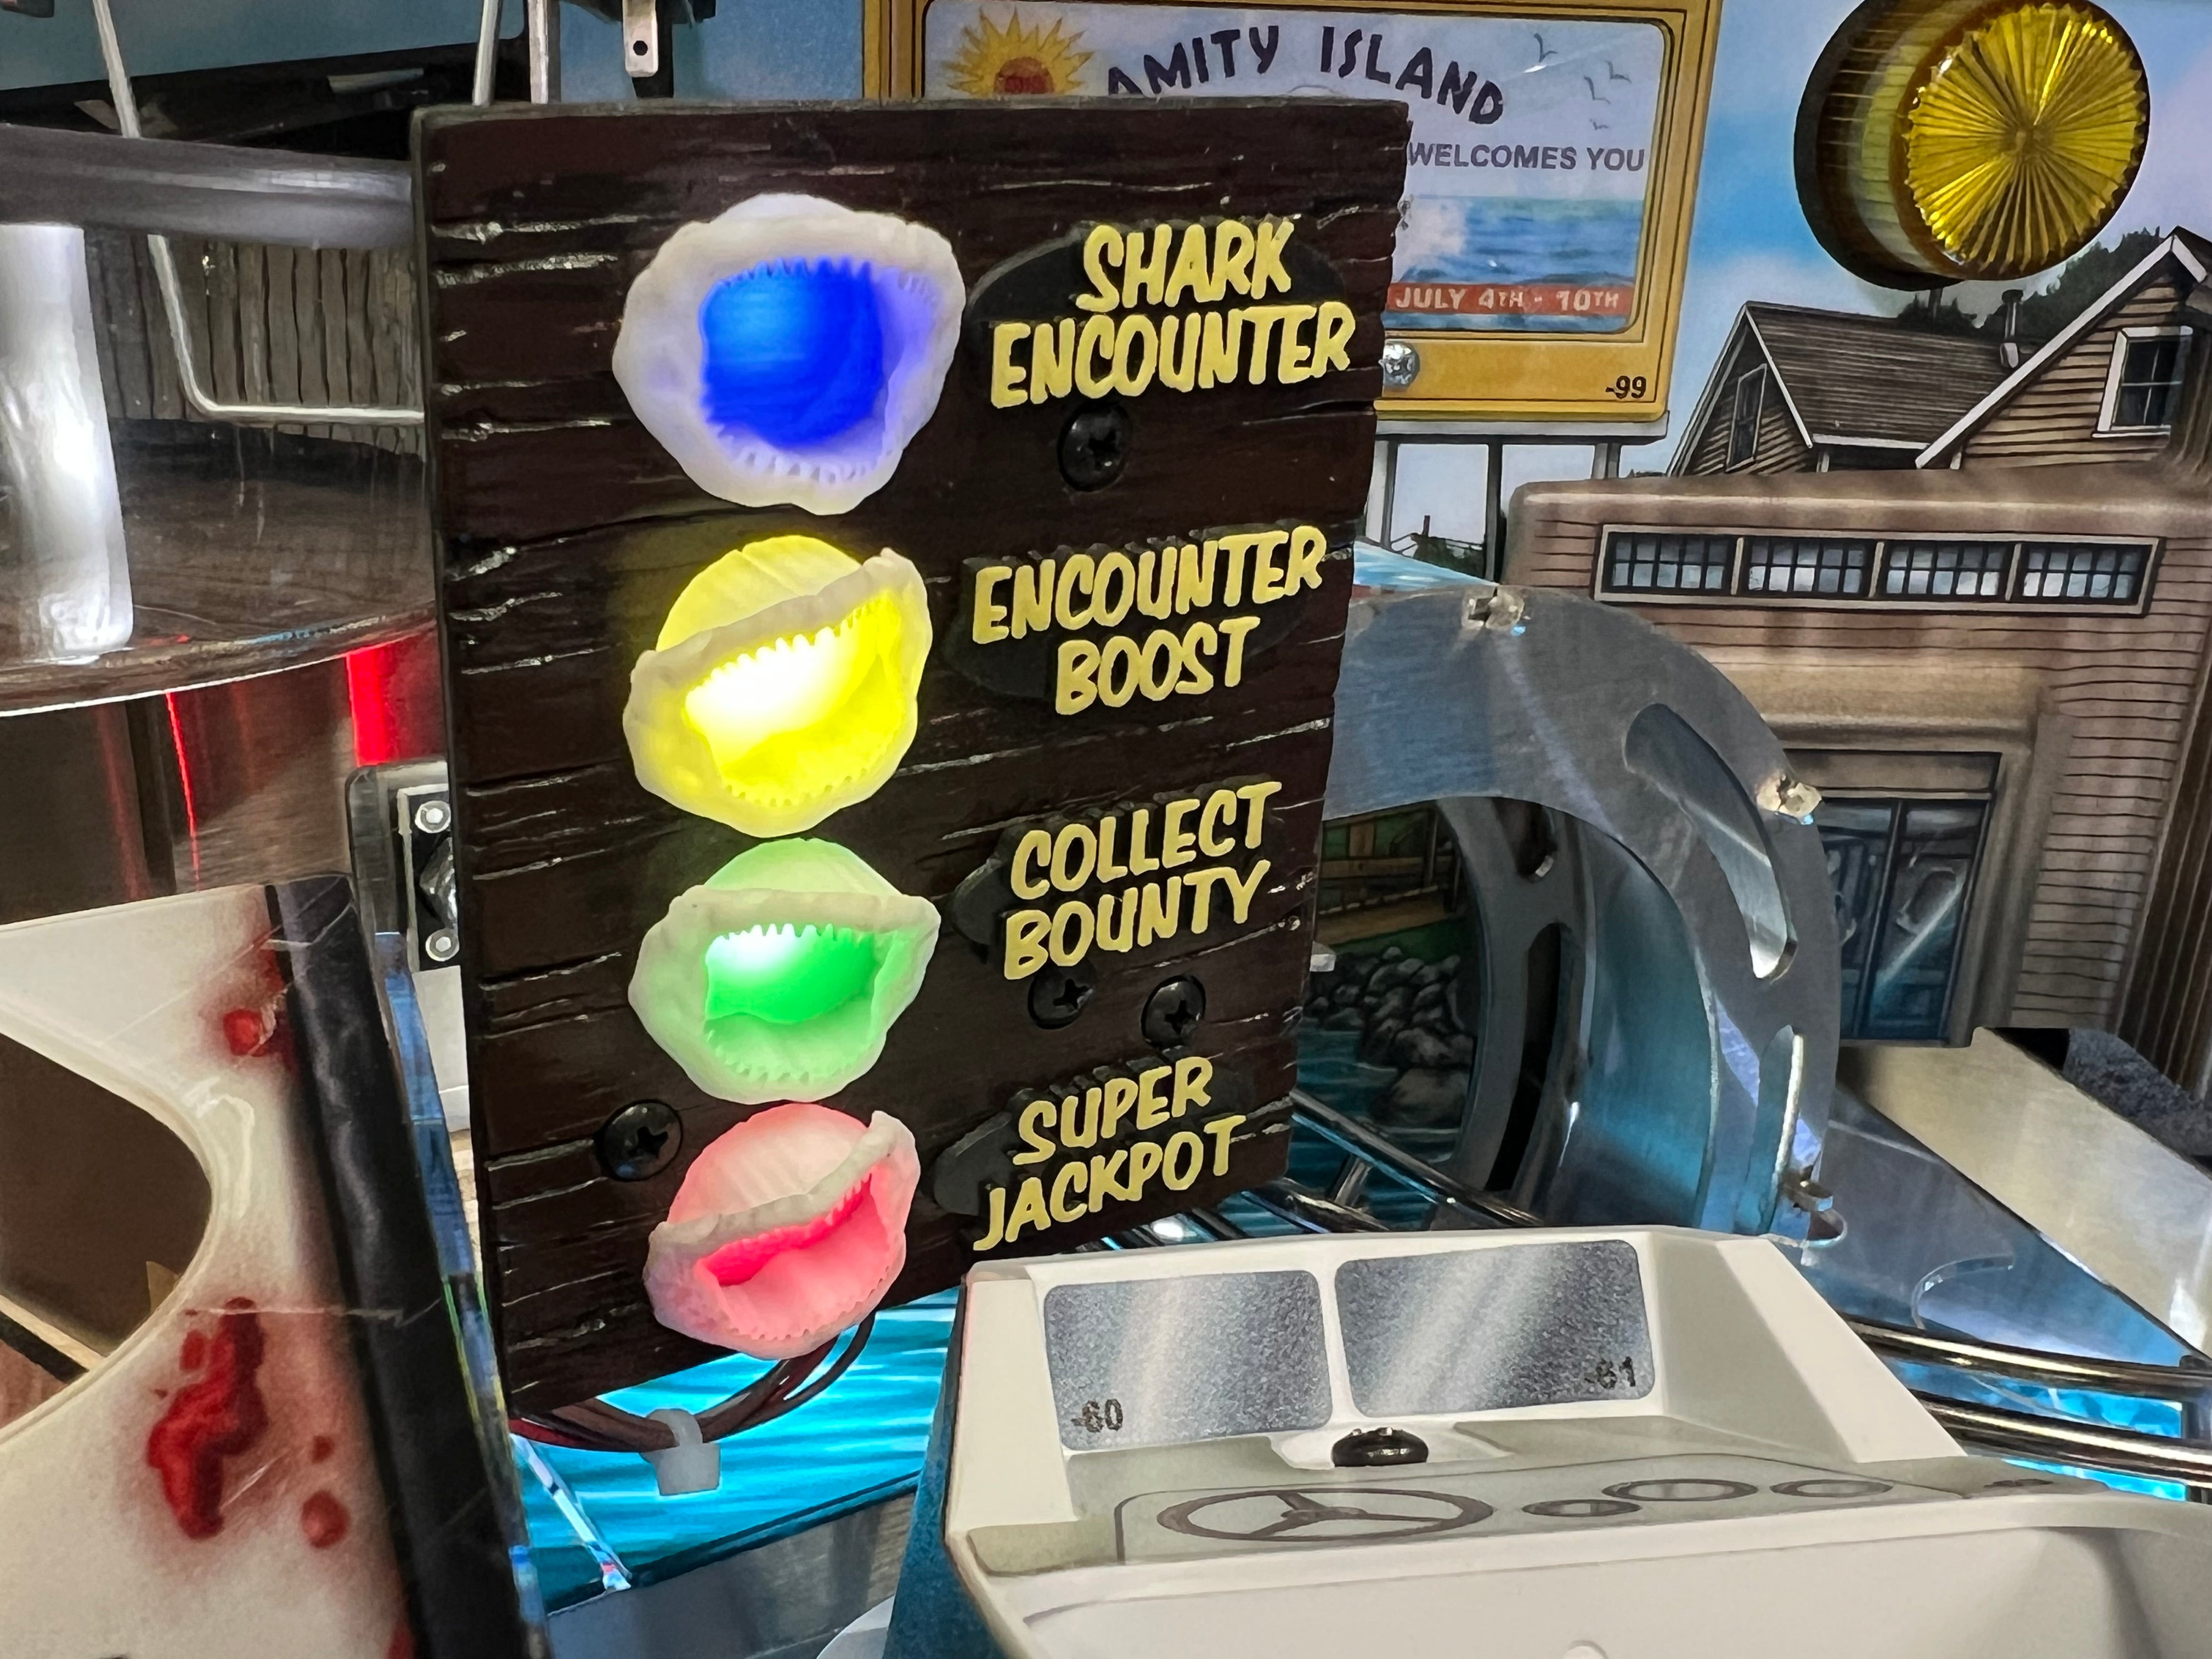 AMITY ISLAND
WELCOMES YOU
JULY 4TH - 10TH
-99
SHARK
ENCOUNTER
ENCOUNTER
BOOST
COLLECT
BOUNTY
SUPER
JACKPOT
-60
-61